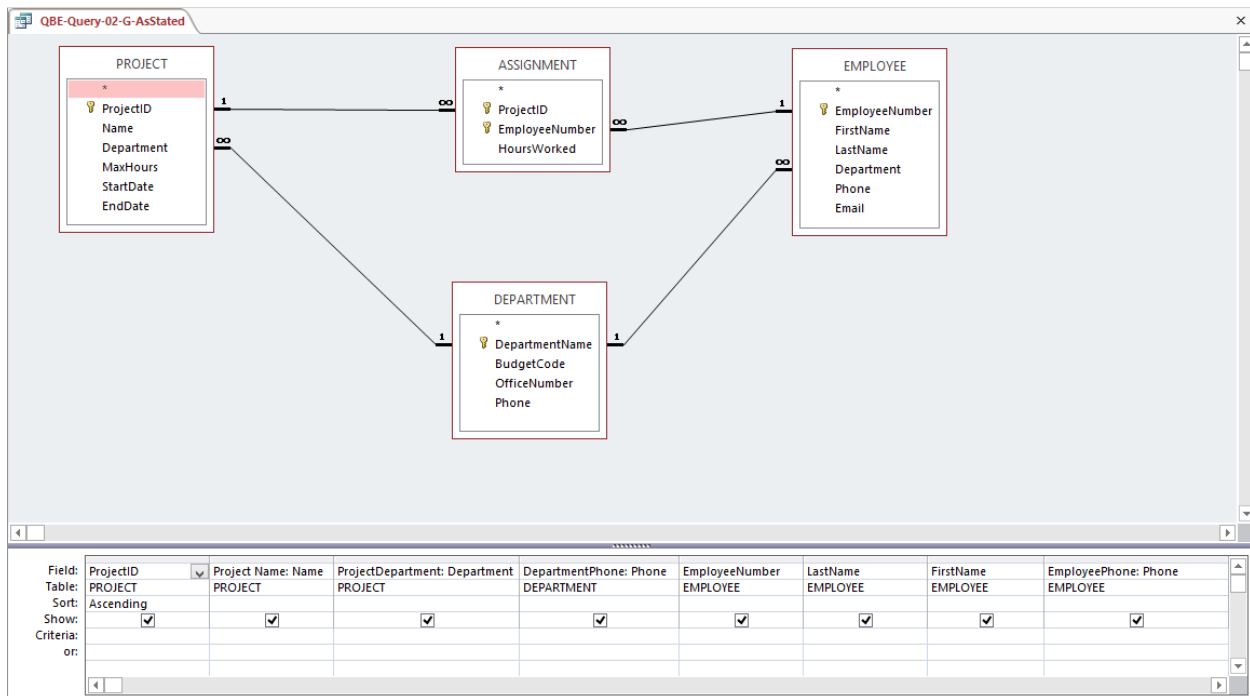 QBE-Query-02-G-AsStated
PROJECT
*
ProjectID
Name
Department
MaxHours
StartDate
EndDate
1
∞
∞
ASSIGNMENT
*
ProjectID
EmployeeNumber
HoursWorked
∞
1
∞
EMPLOYEE
*
EmployeeNumber
FirstName
LastName
Department
Phone
Email
1
1
DEPARTMENT
*
DepartmentName
BudgetCode
OfficeNumber
Phone
Field: ProjectID Project Name: Name ProjectDepartment: Department DepartmentPhone: Phone EmployeeNumber LastName FirstName EmployeePhone: Phone
Table: PROJECT PROJECT PROJECT DEPARTMENT EMPLOYEE EMPLOYEE EMPLOYEE EMPLOYEE
Sort: Ascending
Show:
Criteria:
or: